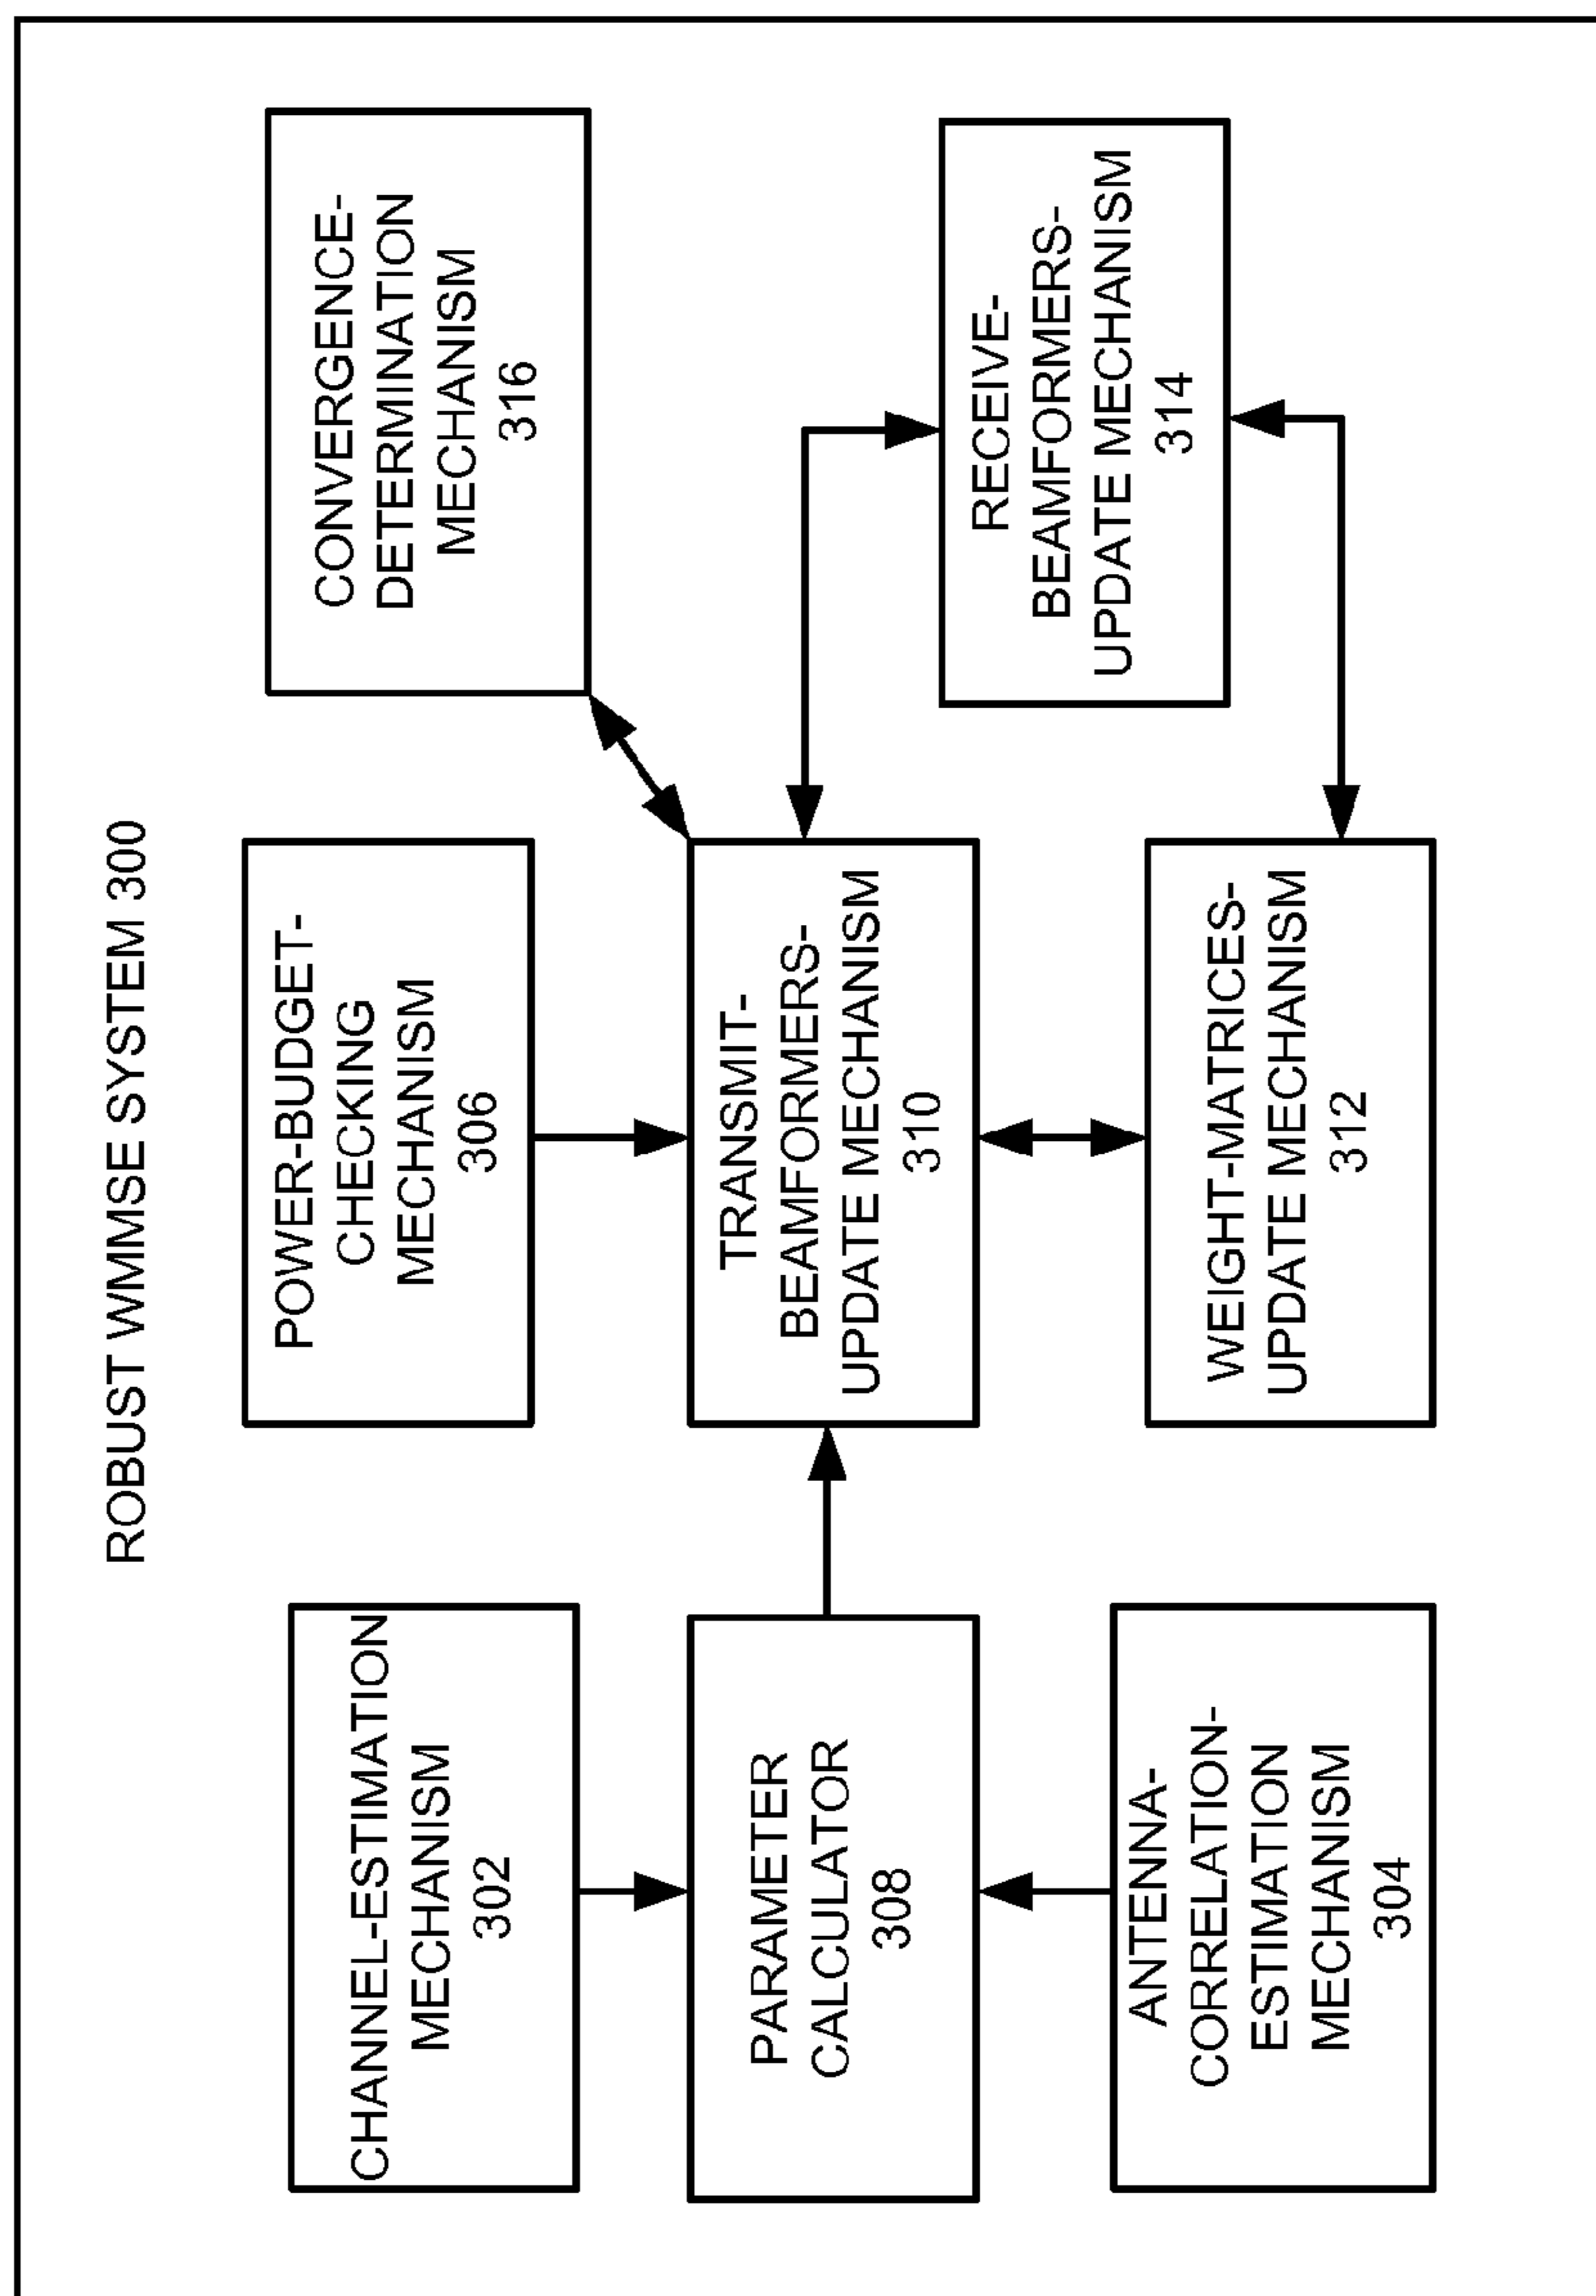 ROBUST WMMSE SYSTEM 300
CHANNEL-ESTIMATION
MECHANISM
302
POWER-BUDGET-
CHECKING
MECHANISM
306
CONVERGENCE-
DETERMINATION
MECHANISM
316
PARAMETER
CALCULATOR
308
TRANSMIT-
BEAMFORMERS-
UPDATE MECHANISM
310
RECEIVE-
BEAMFORMERS-
UPDATE MECHANISM
314
ANTENNA-
CORRELATION-
ESTIMATION
MECHANISM
304
WEIGHT-MATRICES-
UPDATE MECHANISM
312